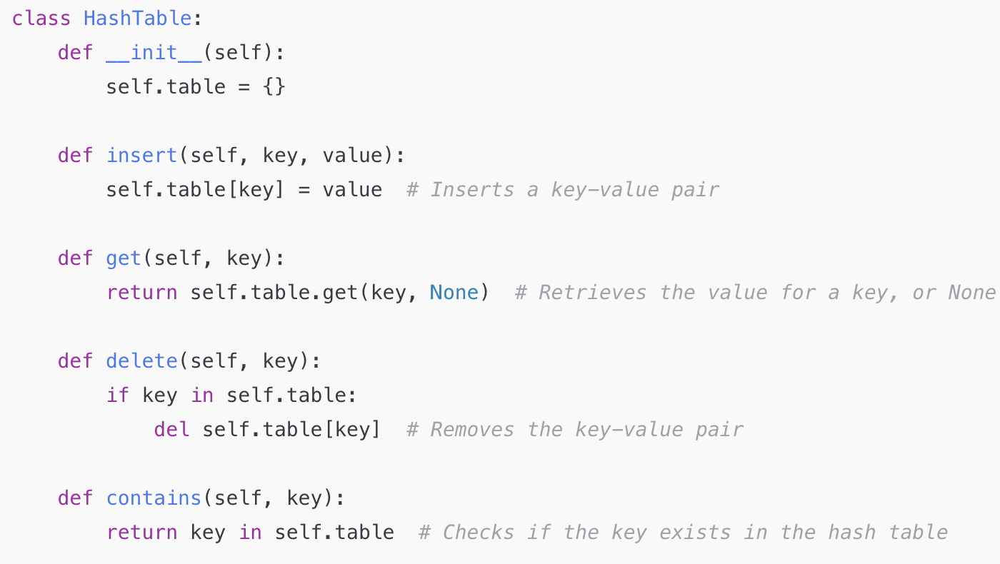 class HashTable:
    def __init__(self):
        self.table = {}

    def insert(self, key, value):
        self.table[key] = value  # Inserts a key-value pair

    def get(self, key):
        return self.table.get(key, None)  # Retrieves the value for a key, or None

    def delete(self, key):
        if key in self.table:
            del self.table[key]  # Removes the key-value pair

    def contains(self, key):
        return key in self.table  # Checks if the key exists in the hash table